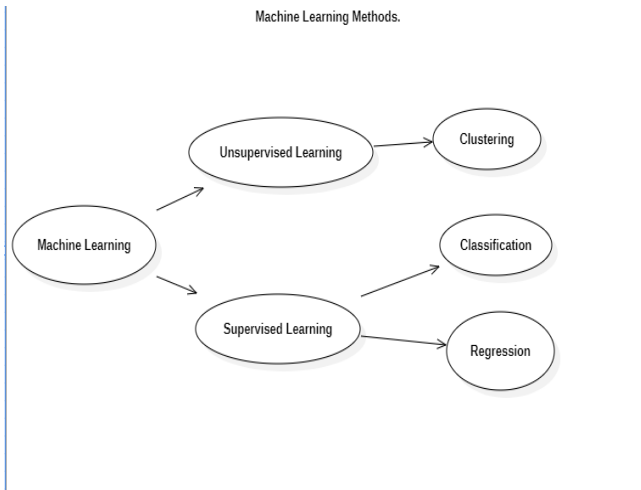 Machine Learning Methods.
Unsupervised Learning
Clustering
Machine Learning
Classification
Supervised Learning
Regression